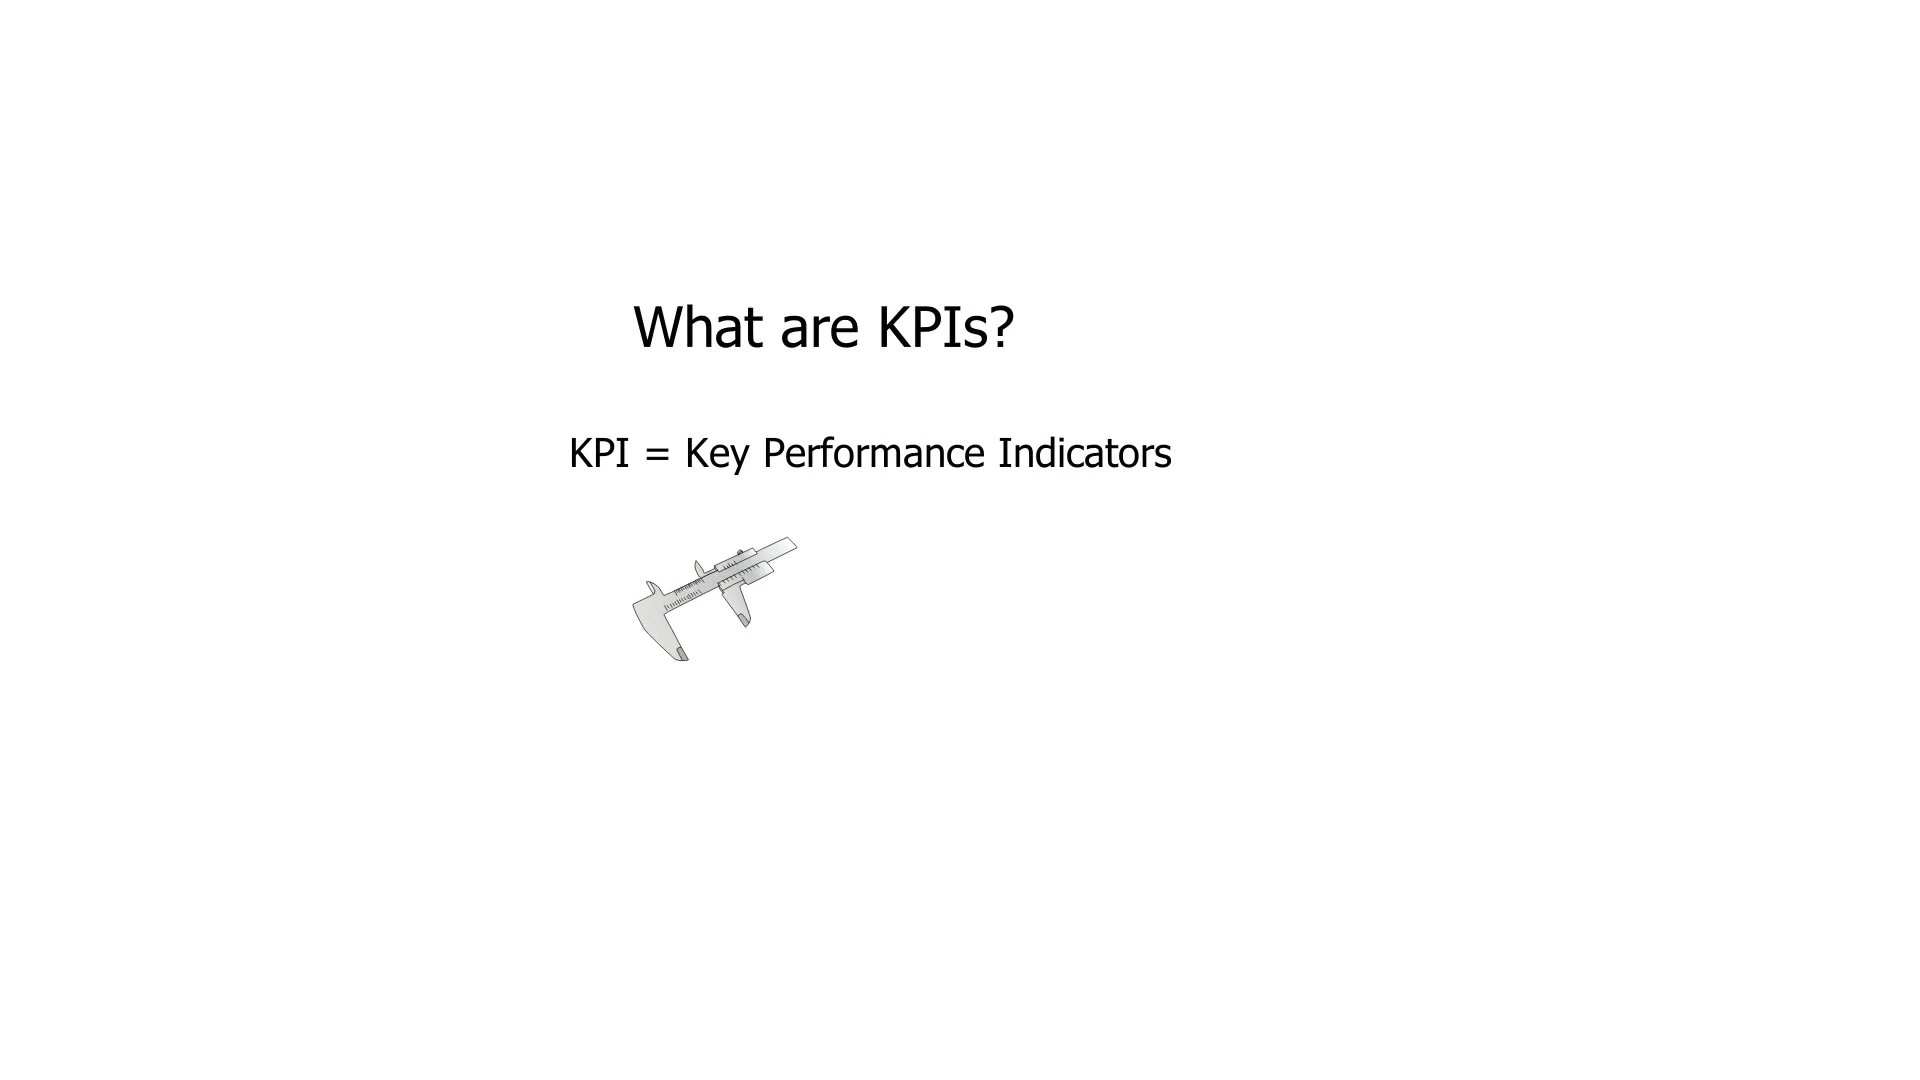 What are KPIs?
KPI = Key Performance Indicators